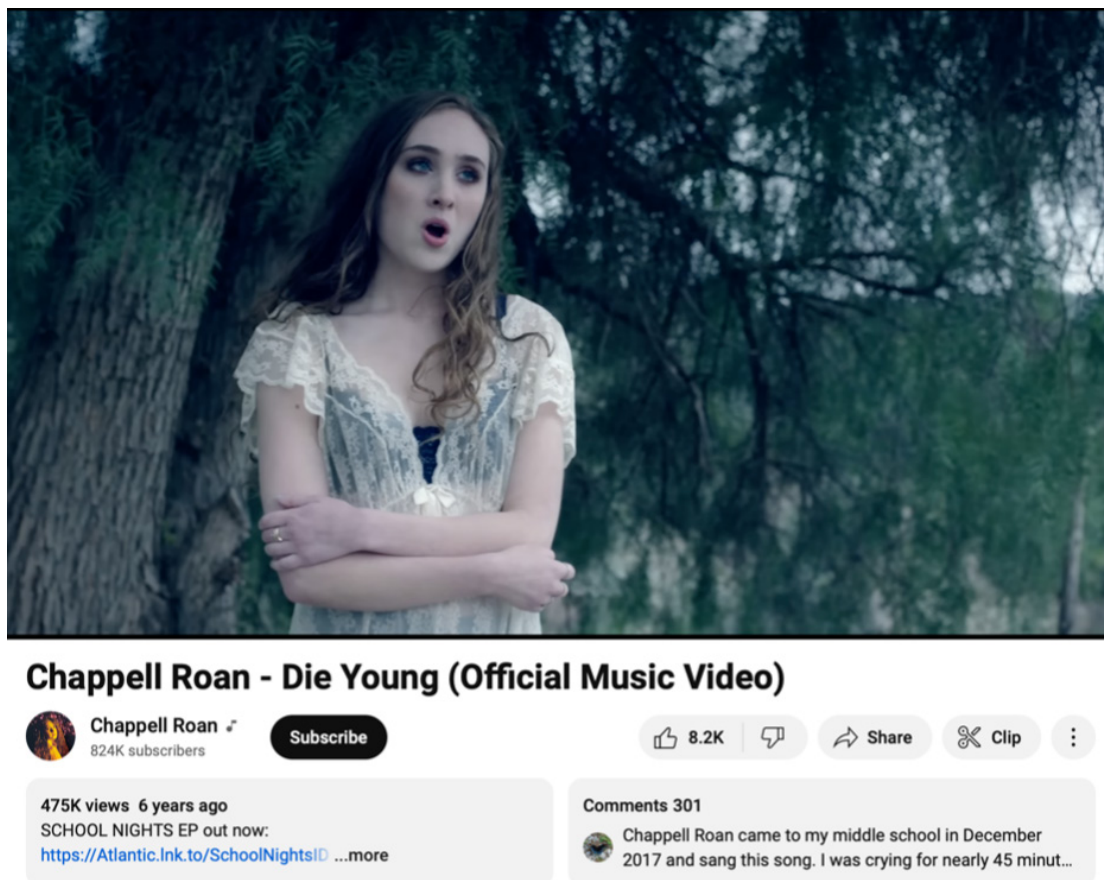 Chappell Roan - Die Young (Official Music Video)
Chappell Roan
824K subscribers
Subscribe
8.2K
Share
Clip
475K views 6 years ago
SCHOOL NIGHTS EP out now:
https://Atlantic.lnk.to/SchoolNightsID ...more
Comments 301
Chappell Roan came to my middle school in December
2017 and sang this song. I was crying for nearly 45 minut...